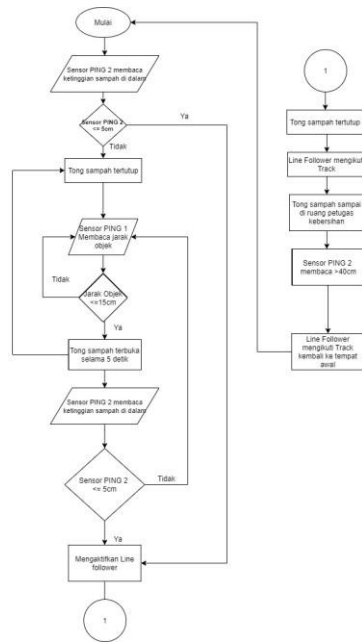 Mulai
Sensor PING 2 membaca
ketinggian sampah di dalam
Sensor PING 2
<= 5cm
Ya
Tidak
Tong sampah tertutup
Sensor PING 1
Membaca jarak
objek
Tidak
Jarak Objek
<=15cm
Ya
Tong sampah terbuka
selama 5 detik
Sensor PING 2 membaca
ketinggian sampah di dalam
Sensor PING 2
<= 5cm
Tidak
Ya
Mengaktifkan Line
follower
1
1
Tong sampah tertutup
Line Follower mengikuti
Track
Tong sampah sampai
di ruang petugas
kebersihan
Sensor PING 2
membaca >40cm
Line Follower
mengikuti Track
kembali ke tempat
awal